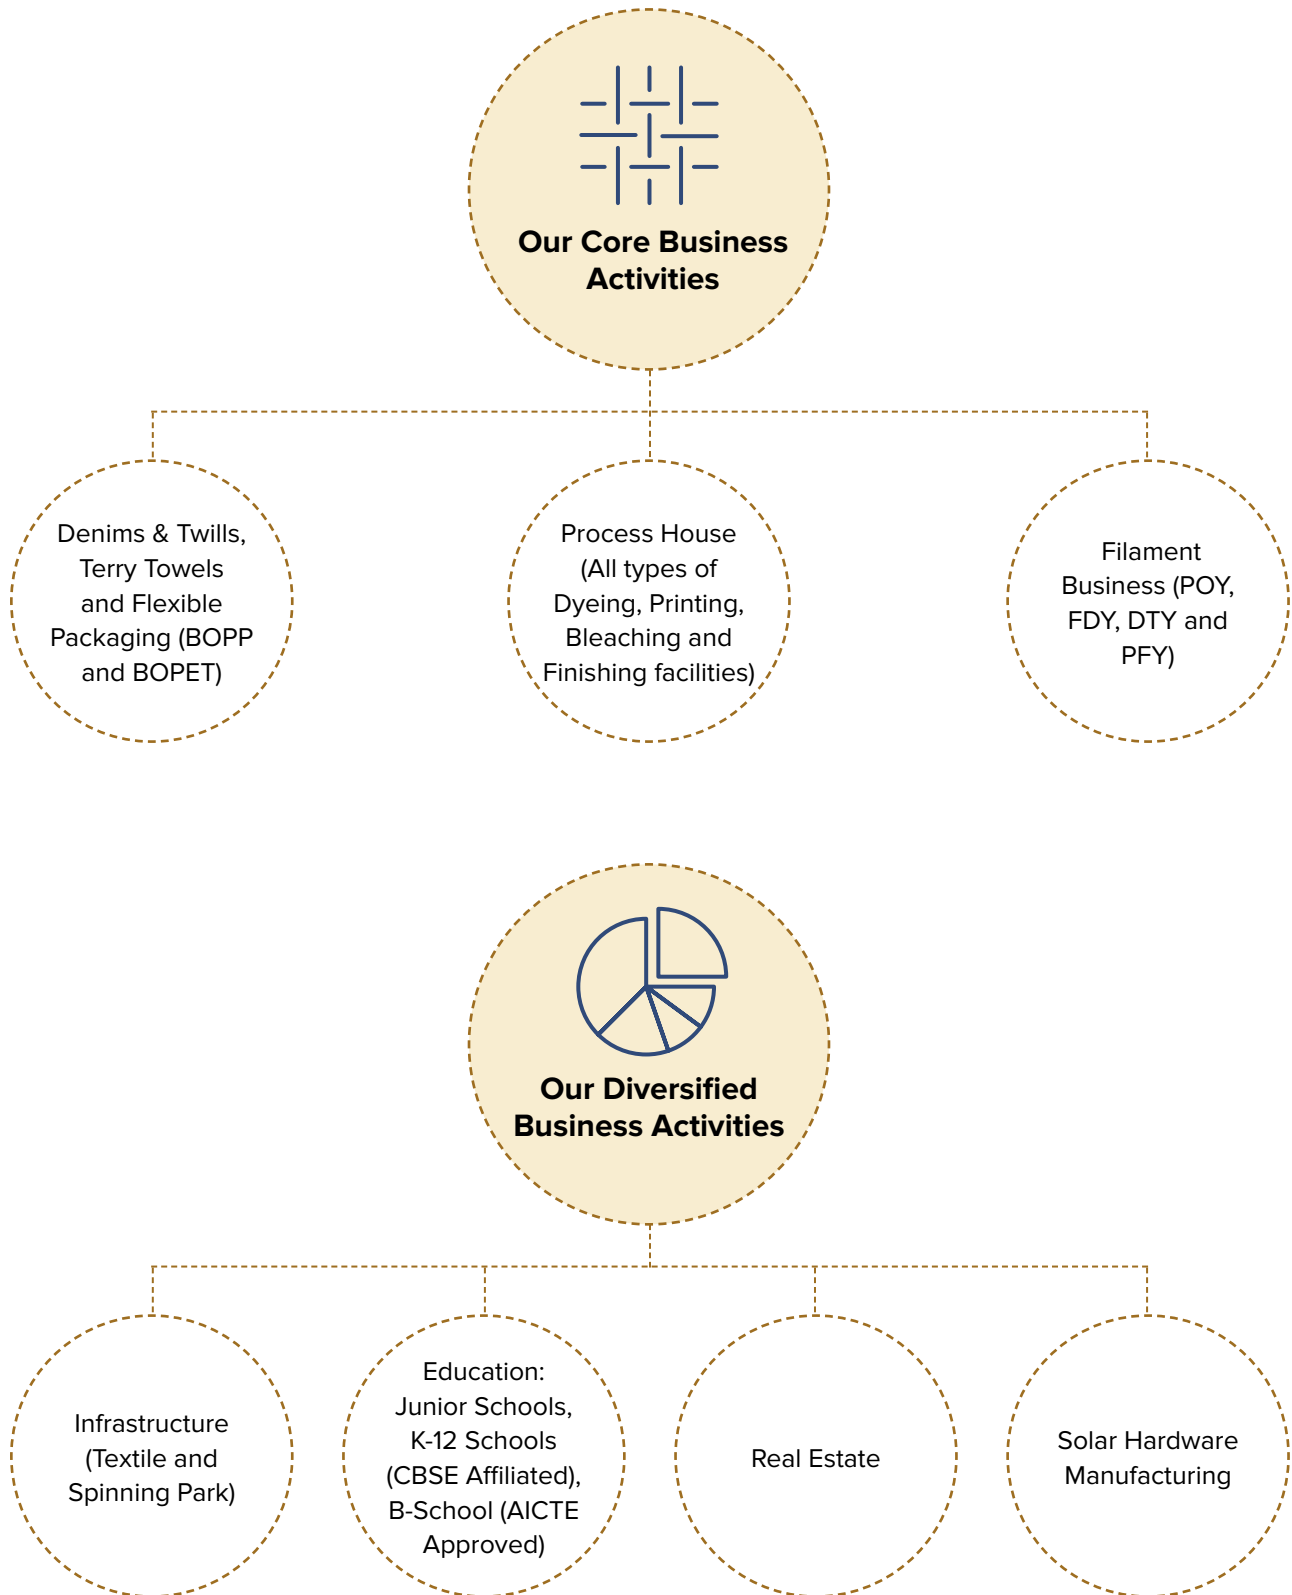 Our Core Business
Activities
Denims & Twills,
Terry Towels
and Flexible
Packaging (BOPP
and BOPET)
Process House
(All types of
Dyeing, Printing,
Bleaching and
Finishing facilities)
Filament
Business (POY,
FDY, DTY and
PFY)
Our Diversified
Business Activities
Infrastructure
(Textile and
Spinning Park)
Education:
Junior Schools,
K-12 Schools
(CBSE Affiliated),
B-School (AICTE
Approved)
Real Estate
Solar Hardware
Manufacturing